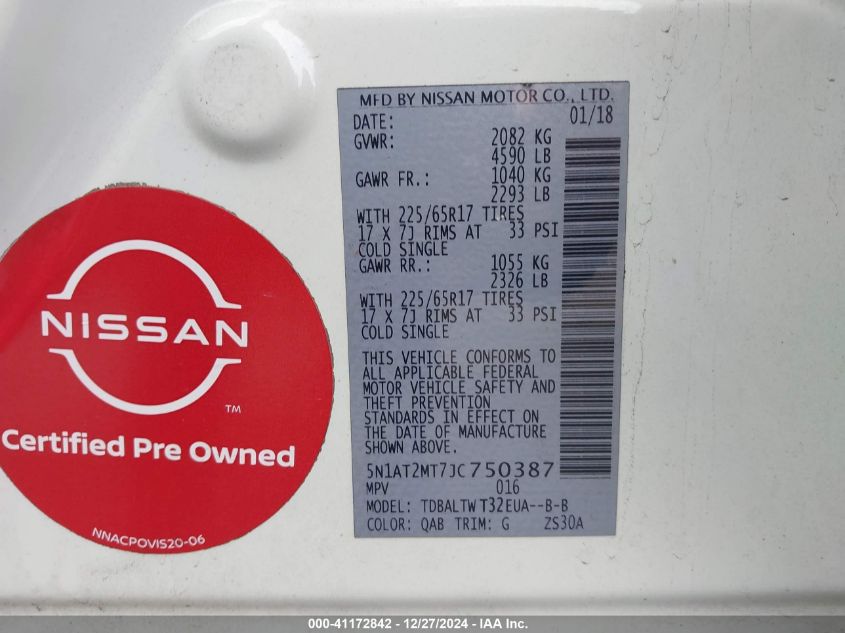 MFD BY NISSAN MOTOR CO., LTD.
DATE: 01/18
GVWR: 2082 KG
4590 LB
GAWR FR.: 1040 KG
2293 LB
WITH 225/65R17 TIRES
17 X 7J RIMS AT 33 PSI
COLD SINGLE
GAWR RR.: 1055 KG
2326 LB
WITH 225/65R17 TIRES
17 X 7J RIMS AT 33 PSI
COLD SINGLE
THIS VEHICLE CONFORMS TO
ALL APPLICABLE FEDERAL
MOTOR VEHICLE SAFETY AND
THEFT PREVENTION
STANDARDS IN EFFECT ON
THE DATE OF MANUFACTURE
SHOWN ABOVE.
5N1AT2MT7JC750387
MPV 016
MODEL: TDBALTW T32EUA--B-B
COLOR: QAB TRIM: G ZS30A
NISSAN
TM
Certified Pre Owned
NNACPOVIS20-06
000-41172842 - 12/27/2024 - IAA Inc.